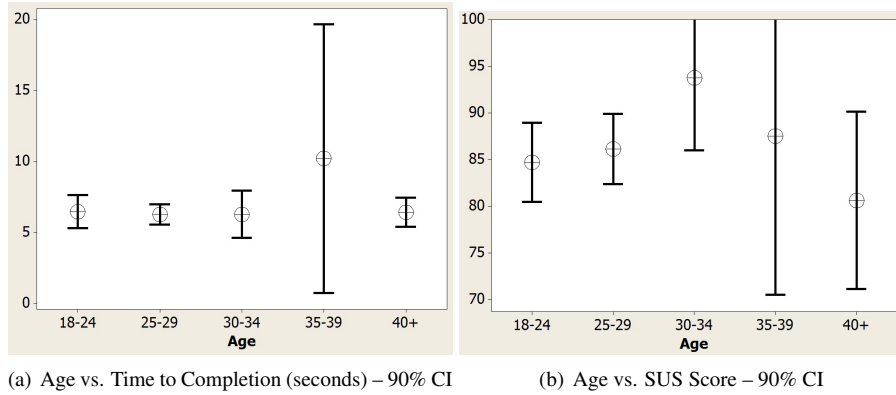 20
15
10
5
0
18-24 25-29 30-34 35-39 40+
Age
100
95
90
85
80
75
70
18-24 25-29 30-34 35-39 40+
Age
(a) Age vs. Time to Completion (seconds) – 90% CI
(b) Age vs. SUS Score – 90% CI